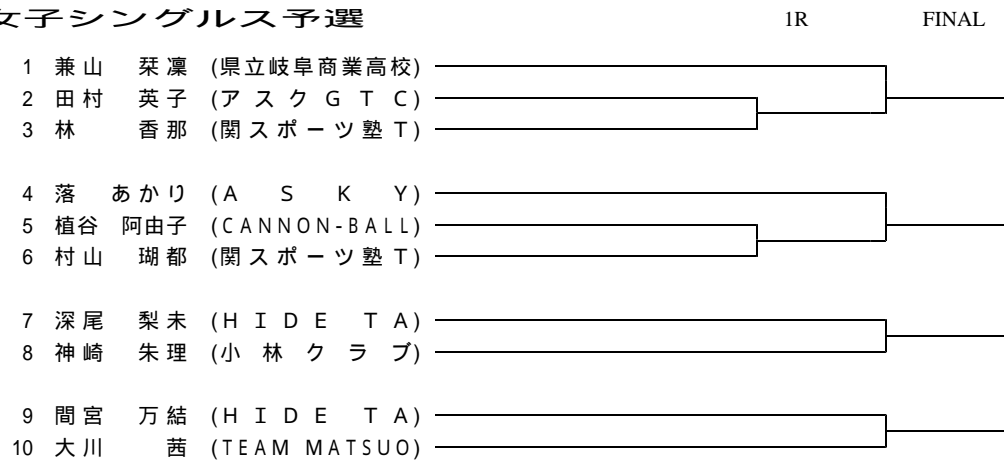 女子シングルス予選 1R FINAL
1 兼山 栞凜 (県立岐阜商業高校)
2 田村 英子 (アスクGTC)
3 林 香那 (関スポーツ塾T)
4 落 あかり (ASKY)
5 植谷 阿由子 (CANNON-BALL)
6 村山 瑚都 (関スポーツ塾T)
7 深尾 梨未 (HIDE TA)
8 神崎 朱理 (小林クラブ)
9 間宮 万結 (HIDE TA)
10 大川 茜 (TEAM MATSUO)